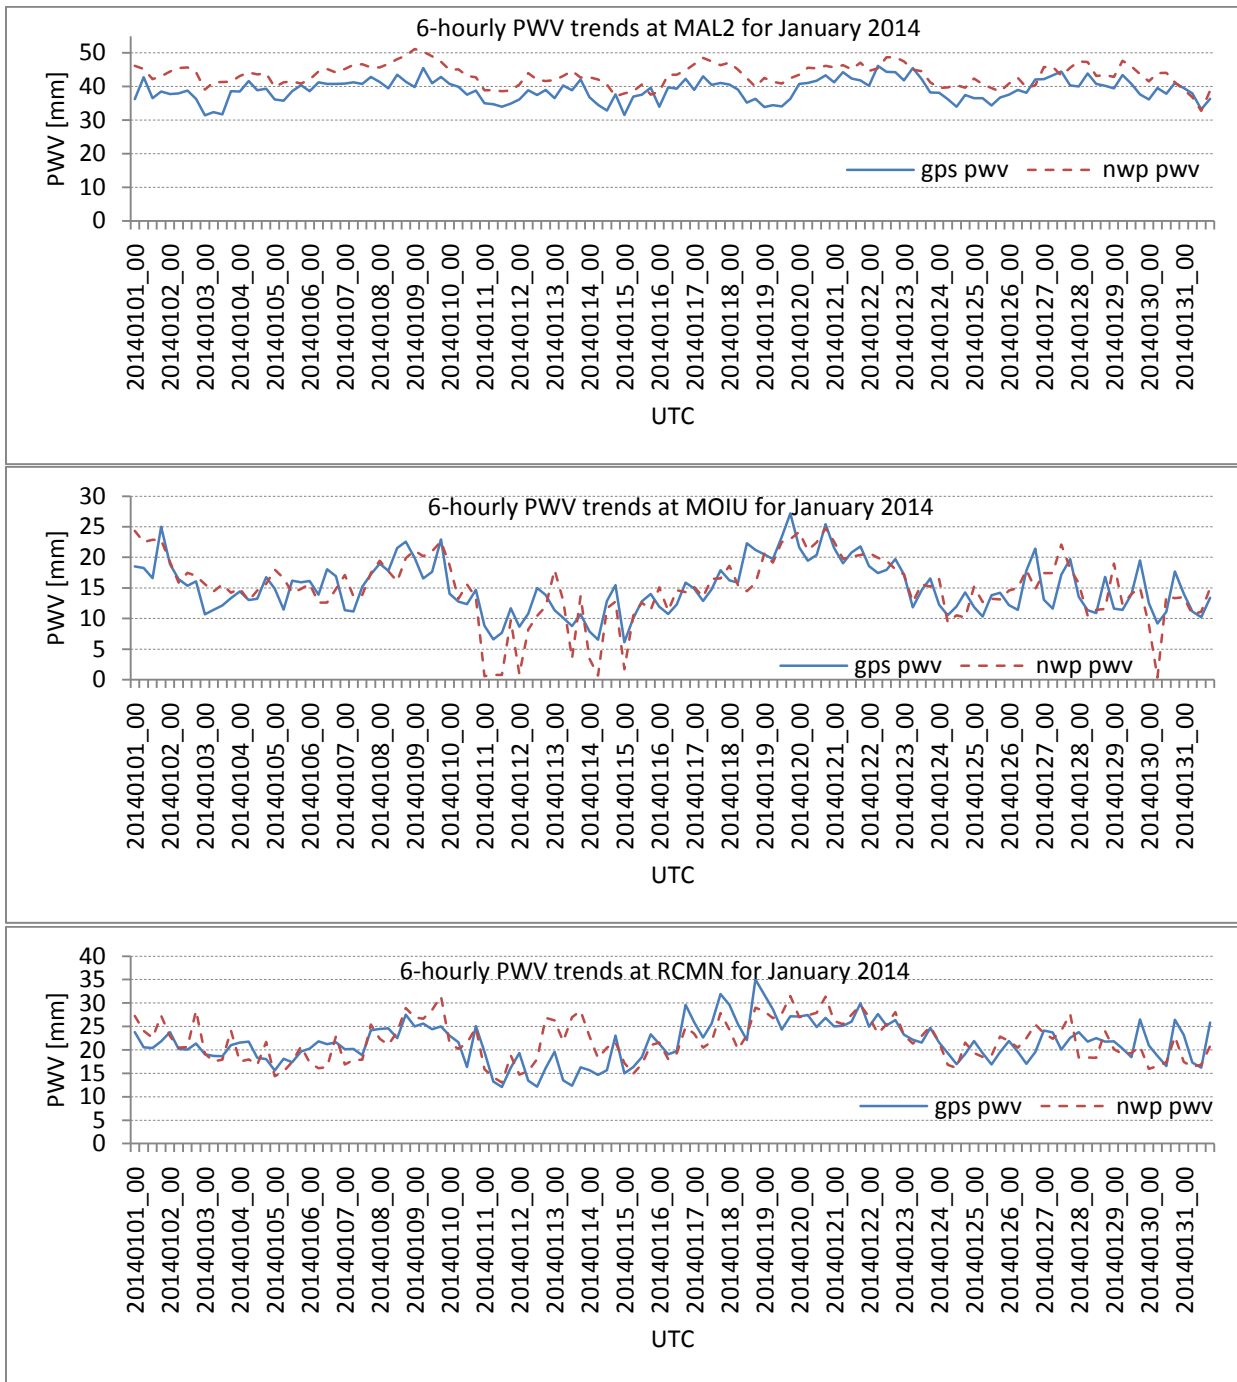 6-hourly PWV trends at MAL2 for January 2014
PWV [mm]
50
40
30
20
10
0
gps pwv nwp pwv
20140101_00 20140102_00 20140103_00 20140104_00 20140105_00 20140106_00 20140107_00 20140108_00 20140109_00 20140110_00 20140111_00 20140112_00 20140113_00 20140114_00 20140115_00 20140116_00 20140117_00 20140118_00 20140119_00 20140120_00 20140121_00 20140122_00 20140123_00 20140124_00 20140125_00 20140126_00 20140127_00 20140128_00 20140129_00 20140130_00 20140131_00
UTC
6-hourly PWV trends at MOIU for January 2014
PWV [mm]
30
25
20
15
10
5
0
gps pwv nwp pwv
20140101_00 20140102_00 20140103_00 20140104_00 20140105_00 20140106_00 20140107_00 20140108_00 20140109_00 20140110_00 20140111_00 20140112_00 20140113_00 20140114_00 20140115_00 20140116_00 20140117_00 20140118_00 20140119_00 20140120_00 20140121_00 20140122_00 20140123_00 20140124_00 20140125_00 20140126_00 20140127_00 20140128_00 20140129_00 20140130_00 20140131_00
UTC
6-hourly PWV trends at RCMN for January 2014
PWV [mm]
40
35
30
25
20
15
10
5
0
gps pwv nwp pwv
20140101_00 20140102_00 20140103_00 20140104_00 20140105_00 20140106_00 20140107_00 20140108_00 20140109_00 20140110_00 20140111_00 20140112_00 20140113_00 20140114_00 20140115_00 20140116_00 20140117_00 20140118_00 20140119_00 20140120_00 20140121_00 20140122_00 20140123_00 20140124_00 20140125_00 20140126_00 20140127_00 20140128_00 20140129_00 20140130_00 20140131_00
UTC